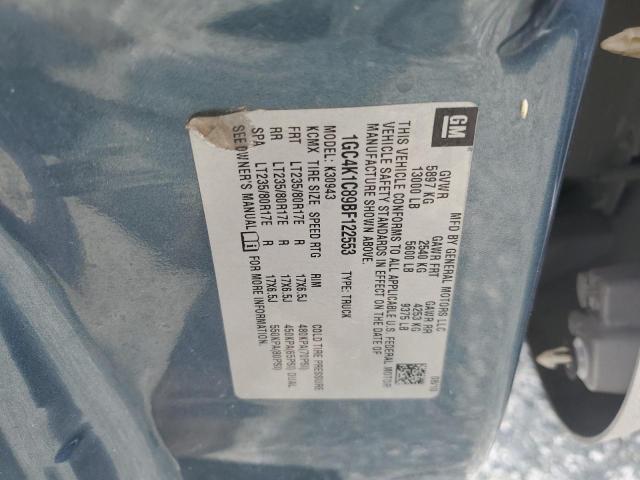 GM
MFD BY GENERAL MOTORS LLC
08/10
GVWR GAWR FRT GAWR RR
5897 KG 2540 KG 4253 KG
13000 LB 5600 LB 9375 LB
THIS VEHICLE CONFORMS TO ALL APPLICABLE U.S. FEDERAL MOTOR
VEHICLE SAFETY STANDARDS IN EFFECT ON THE DATE OF
MANUFACTURE SHOWN ABOVE.
1GC4K1C89BF122553 TYPE: TRUCK
MODEL: K30943
KCMX TIRE SIZE SPEED RTG RIM COLD TIRE PRESSURE
FRT LT235/80R17E R 17X6.5J 480KPA(70PSI)
RR LT235/80R17E R 17X6.5J 450KPA(65PSI) DUAL
SPA LT235/80R17E R 17X6.5J 550KPA(80PSI)
SEE OWNER'S MANUAL FOR MORE INFORMATION.